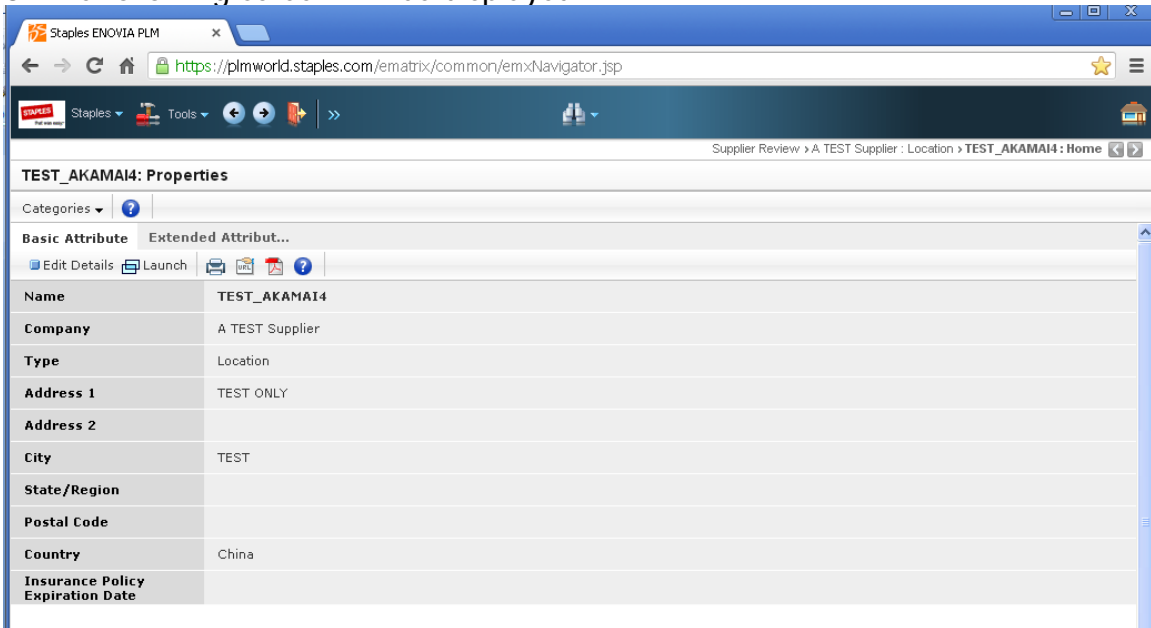 Staples ENOVIA PLM
https://plmworld.staples.com/ematrix/common/emxNavigator.jsp
STAPLES Staples Tools »
Supplier Review › A TEST Supplier : Location › TEST_AKAMAI4 : Home
TEST_AKAMAI4: Properties
Categories
Basic Attribute Extended Attribut...
Edit Details Launch URL
Name TEST_AKAMAI4
Company A TEST Supplier
Type Location
Address 1 TEST ONLY
Address 2
City TEST
State/Region
Postal Code
Country China
Insurance Policy
Expiration Date